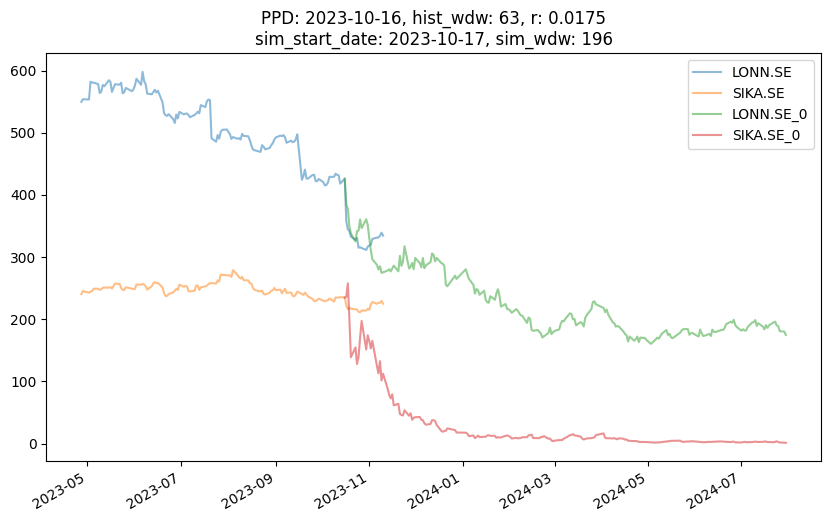 PPD: 2023-10-16, hist_wdw: 63, r: 0.0175
sim_start_date: 2023-10-17, sim_wdw: 196
LONN.SE
SIKA.SE
LONN.SE_0
SIKA.SE_0
600
500
400
300
200
100
0
2023-05
2023-07
2023-09
2023-11
2024-01
2024-03
2024-05
2024-07